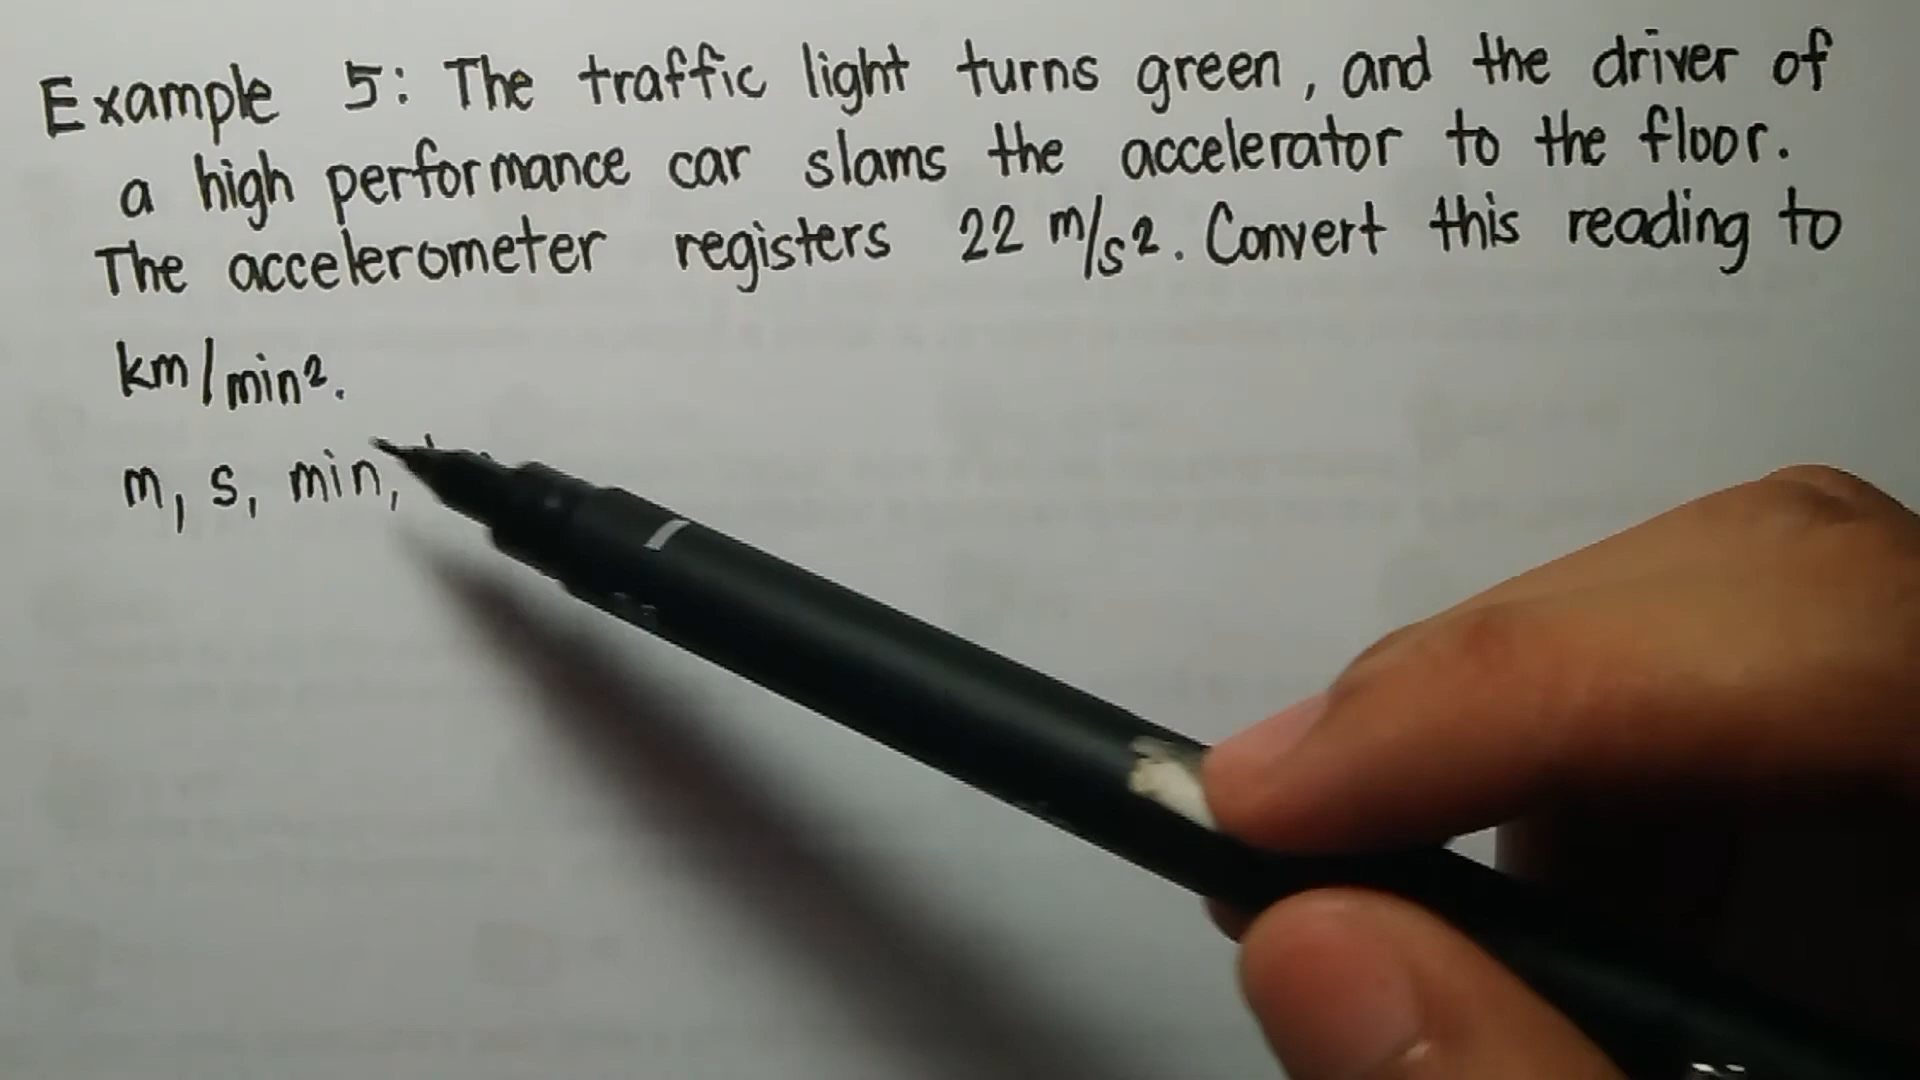 Example 5: The traffic light turns green, and the driver of
a high performance car slams the accelerator to the floor.
The accelerometer registers 22 m/s2. Convert this reading to
km/min².
m, s, min,